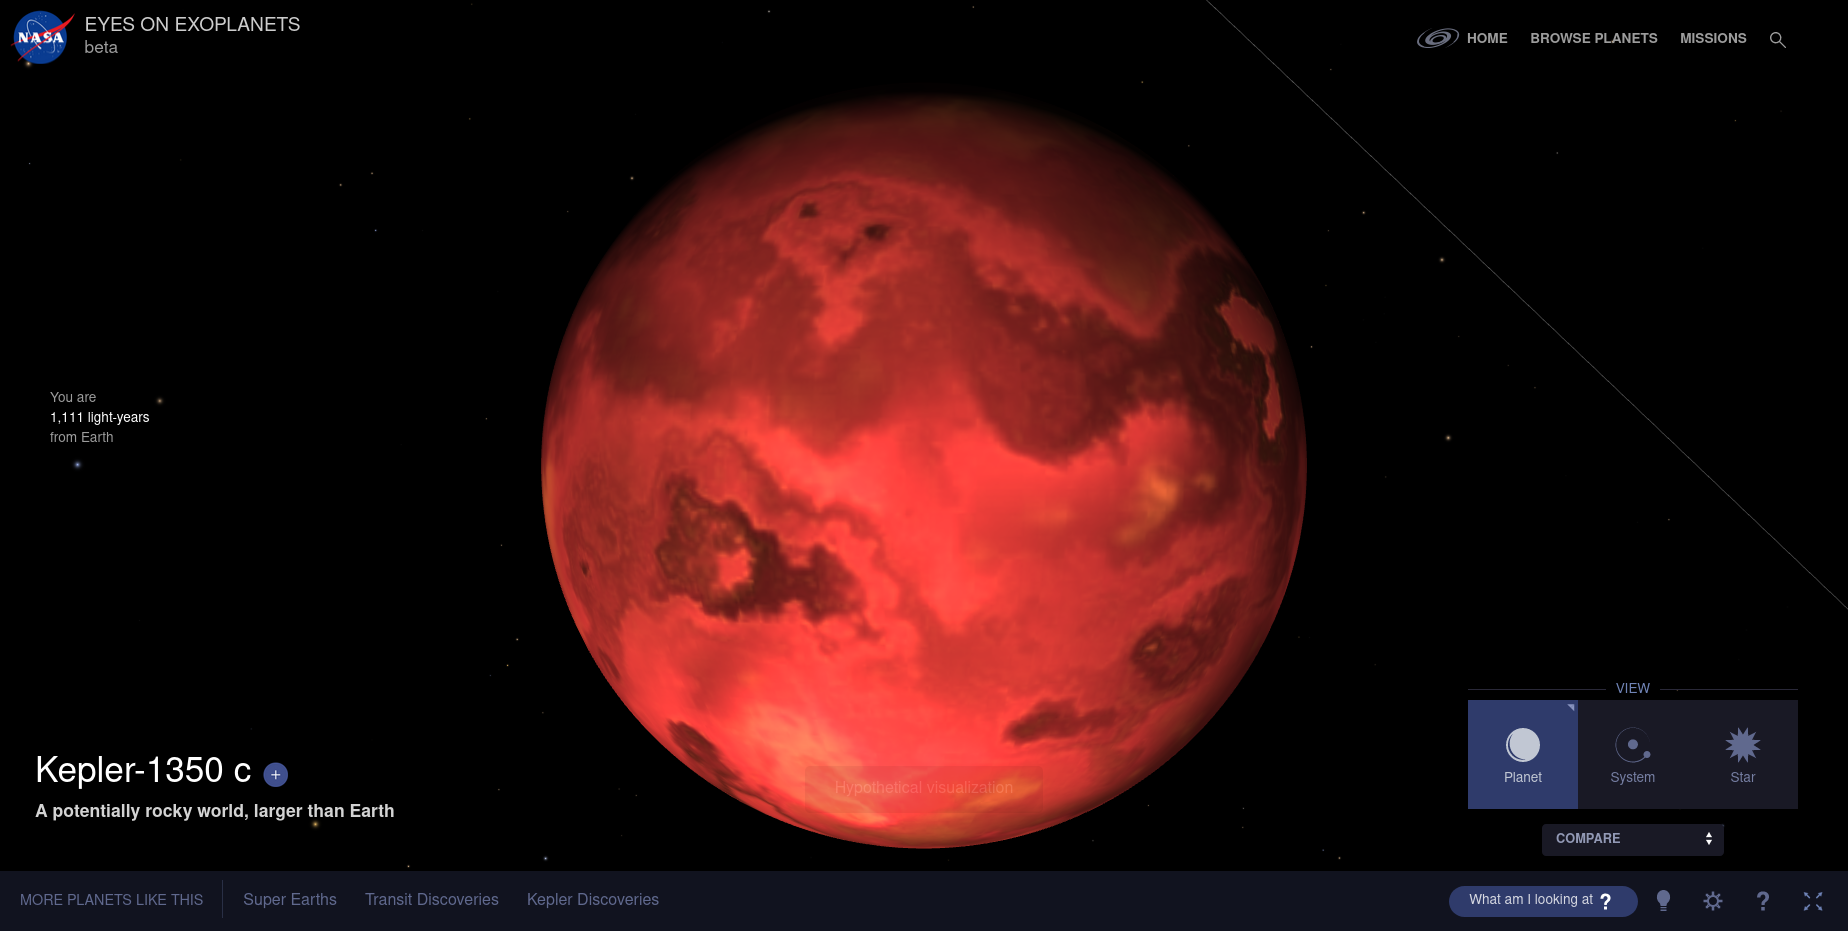 NASA
EYES ON EXOPLANETS
beta
HOME
BROWSE PLANETS
MISSIONS
You are
1,111 light-years
from Earth
Kepler-1350 c +
A potentially rocky world, larger than Earth
Hypothetical visualization
VIEW
Planet
System
Star
COMPARE
MORE PLANETS LIKE THIS
Super Earths
Transit Discoveries
Kepler Discoveries
What am I looking at ?
?